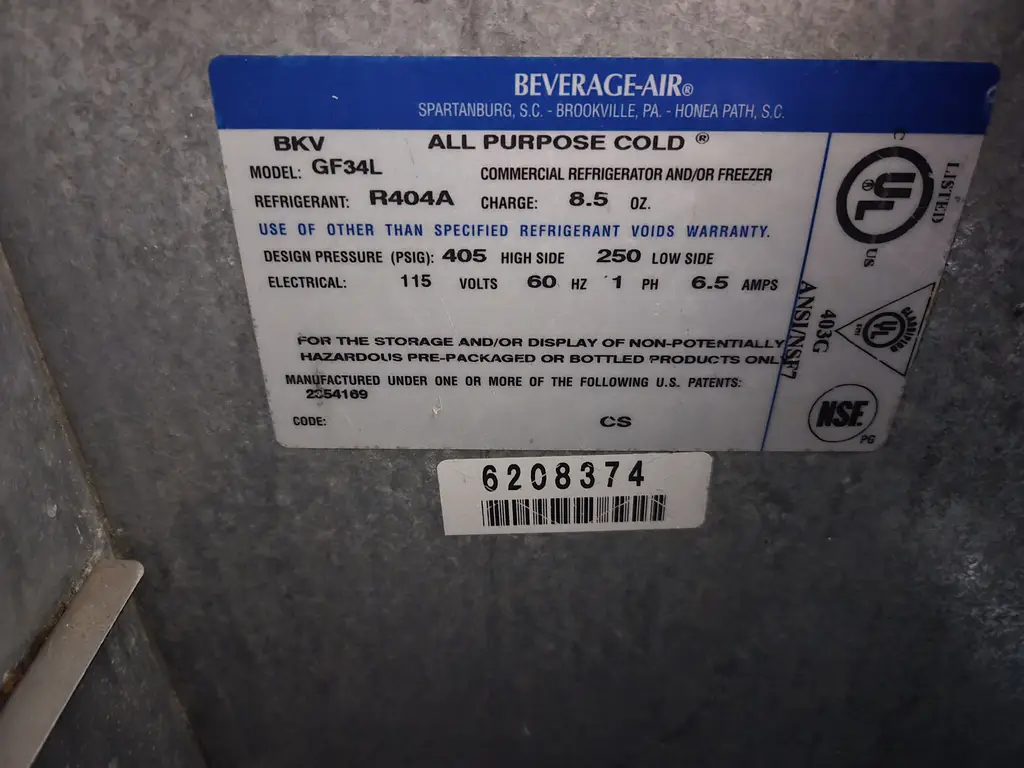 BEVERAGE-AIR®
SPARTANBURG, S.C. - BROOKVILLE, PA. - HONEA PATH, S.C.
BKV ALL PURPOSE COLD ®
MODEL: GF34L COMMERCIAL REFRIGERATOR AND/OR FREEZER
REFRIGERANT: R404A CHARGE: 8.5 OZ.
USE OF OTHER THAN SPECIFIED REFRIGERANT VOIDS WARRANTY.
DESIGN PRESSURE (PSIG): 405 HIGH SIDE 250 LOW SIDE
ELECTRICAL: 115 VOLTS 60 HZ 1 PH 6.5 AMPS
FOR THE STORAGE AND/OR DISPLAY OF NON-POTENTIALLY
HAZARDOUS PRE-PACKAGED OR BOTTLED PRODUCTS ONLY
MANUFACTURED UNDER ONE OR MORE OF THE FOLLOWING U.S. PATENTS:
CODE: CS
C UL US
®
LISTED
P
ANSI/NSF7
403G
CLASSIFIED
UL
NSF
PG
6208374